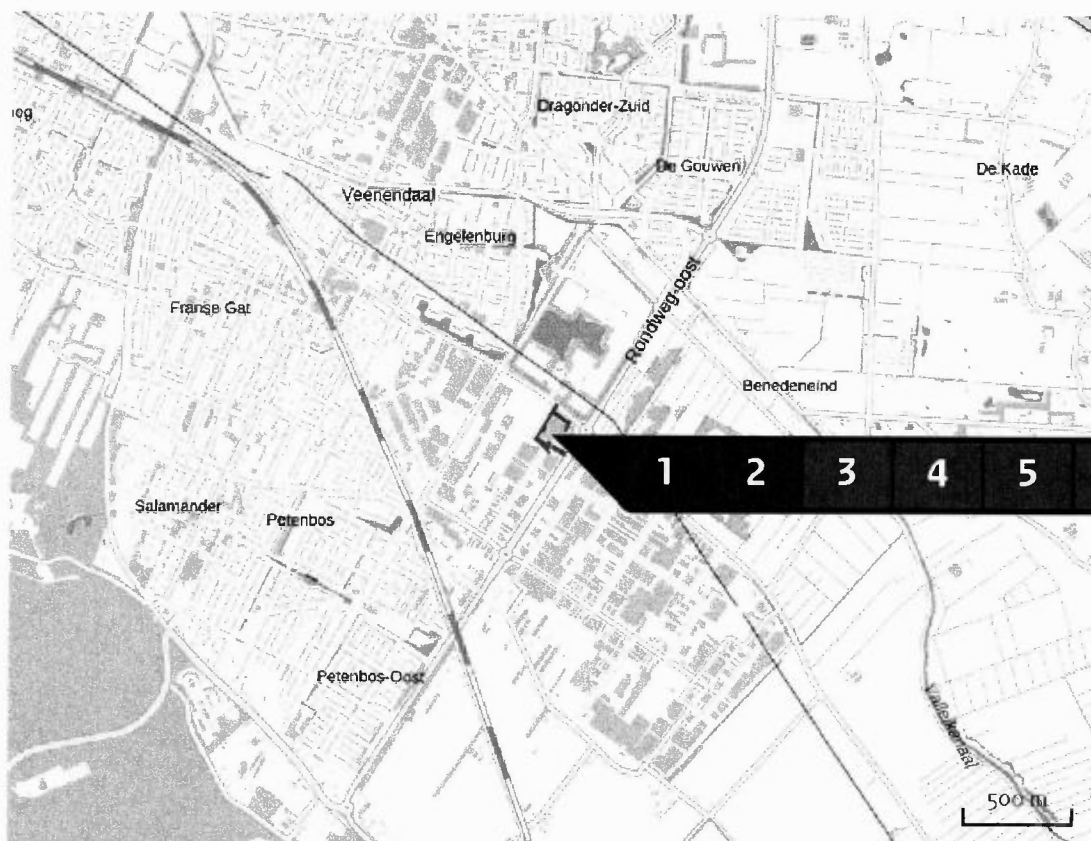 Dragonder-Zuid
De Gouwen
De Kade
Veenendaal
Engelenburg
Rondweg-oost
Franse Gat
Benedeneind
1 2 3 4 5
Salamander
Petenbos
Petenbos-Oost
Valleikanaal
500 m